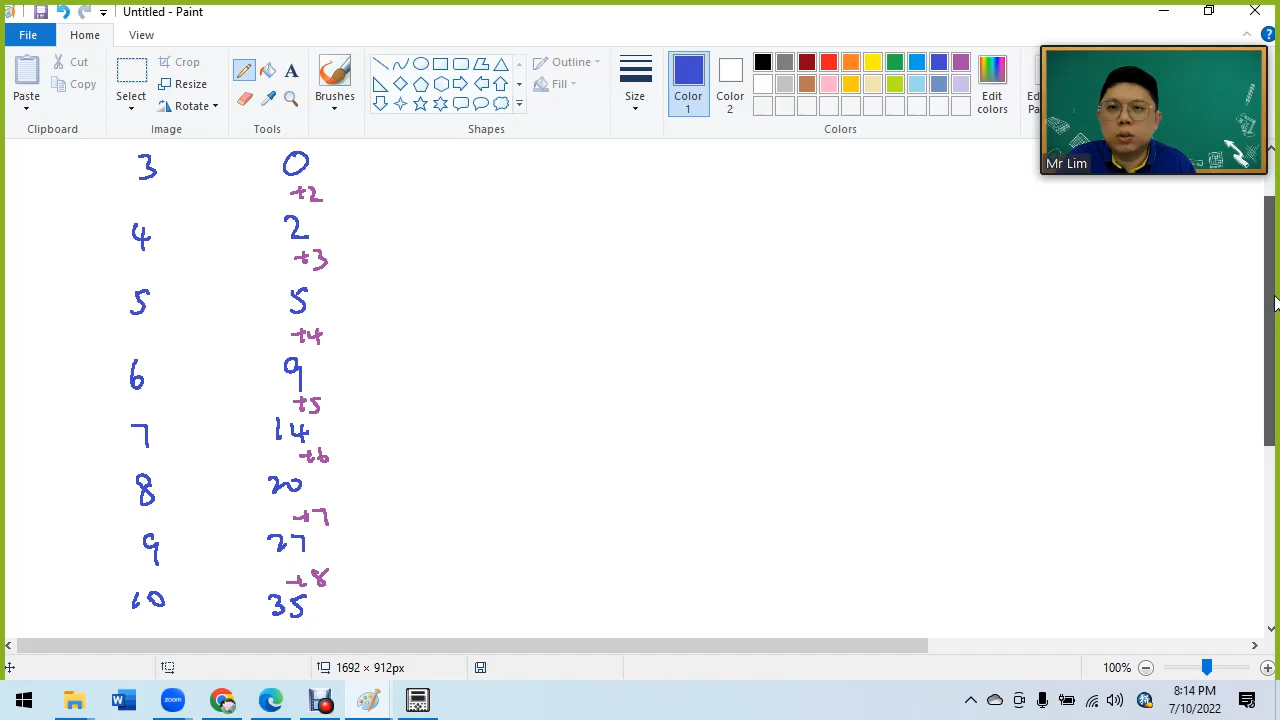 Untitled - Paint
File Home View
Paste
Cut
Copy
Clipboard
Select
Crop
Resize
Rotate
Image
A
Tools
Brushes
Shapes
Outline
Fill
Size
Color 1
Color 2
Colors
Edit colors
Mr Lim
3 0
+2
4 2
+3
5 5
+4
6 9
+5
7 14
+6
8 20
+7
9 27
+8
10 35
1692 × 912px
100%
8:14 PM
7/10/2022
zoom